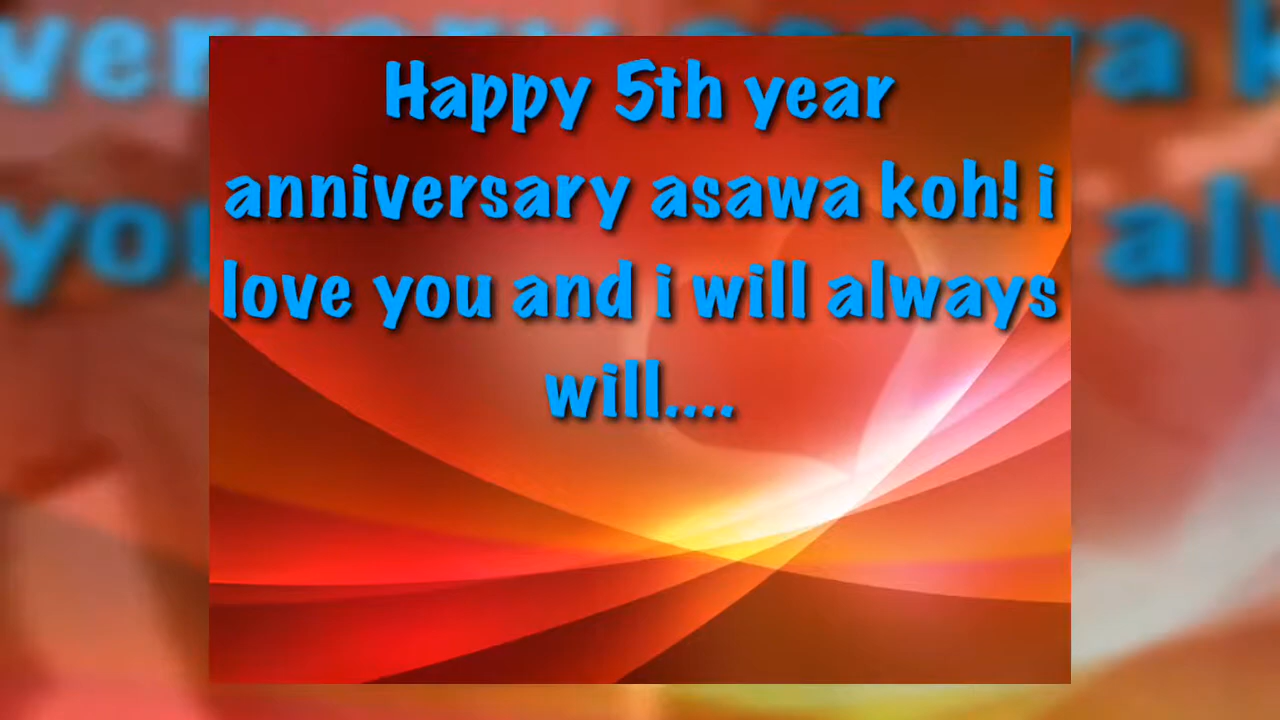 Happy 5th year
anniversary asawa koh! i
love you and i will always
will....